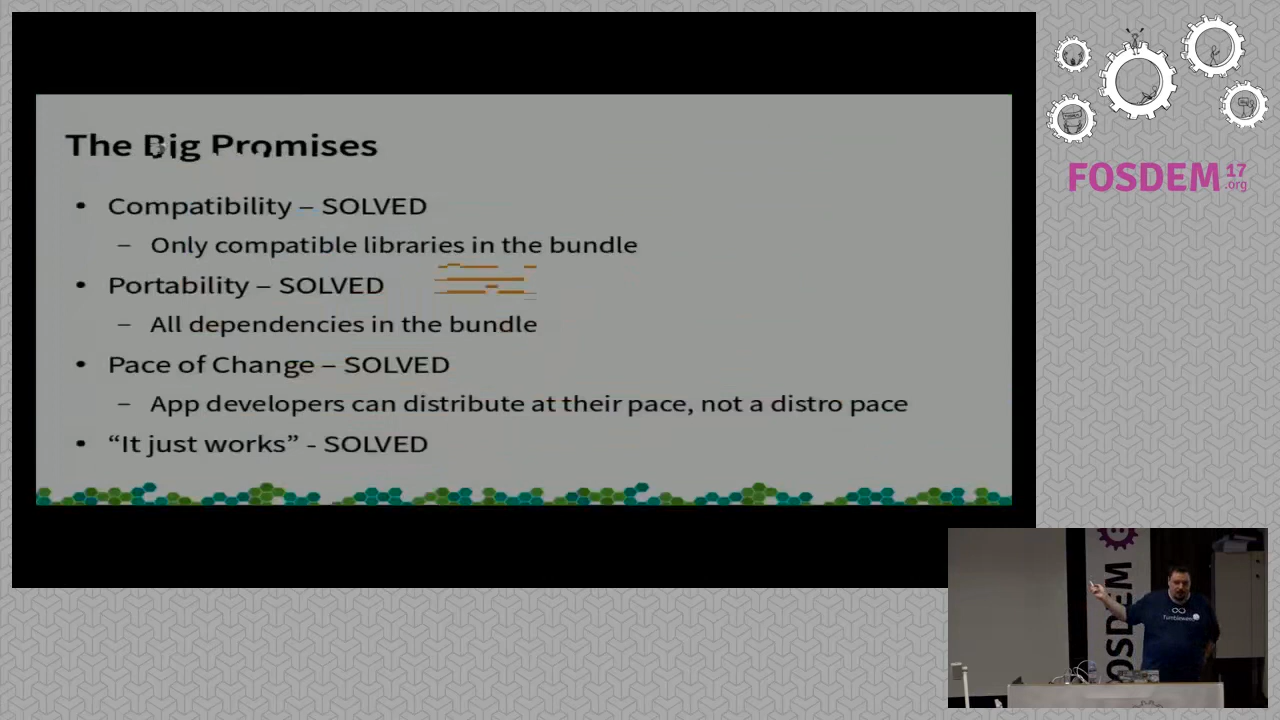 The Big Promises
• Compatibility – SOLVED
– Only compatible libraries in the bundle
• Portability – SOLVED
– All dependencies in the bundle
• Pace of Change – SOLVED
– App developers can distribute at their pace, not a distro pace
• “It just works” - SOLVED
FOSDEM 17
.org
OSDEM
Tumbleweed